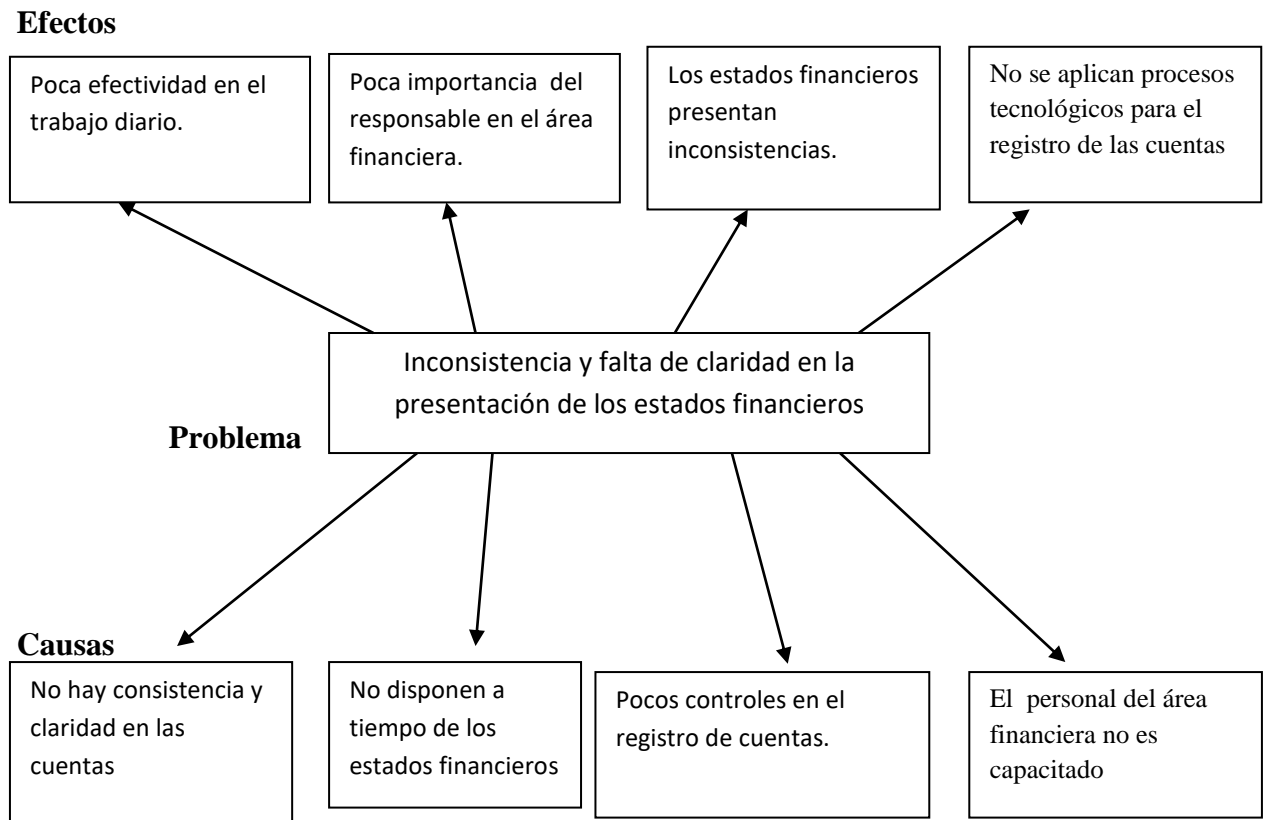 Efectos
Poca efectividad en el
trabajo diario.
Poca importancia  del
responsable en el área
financiera.
Los estados financieros
presentan
inconsistencias.
No se aplican procesos
tecnológicos para el
registro de las cuentas
Inconsistencia y falta de claridad en la
presentación de los estados financieros
Problema
Causas
No hay consistencia y
claridad en las
cuentas
No disponen a
tiempo de los
estados financieros
Pocos controles en el
registro de cuentas.
El  personal del área
financiera no es
capacitado